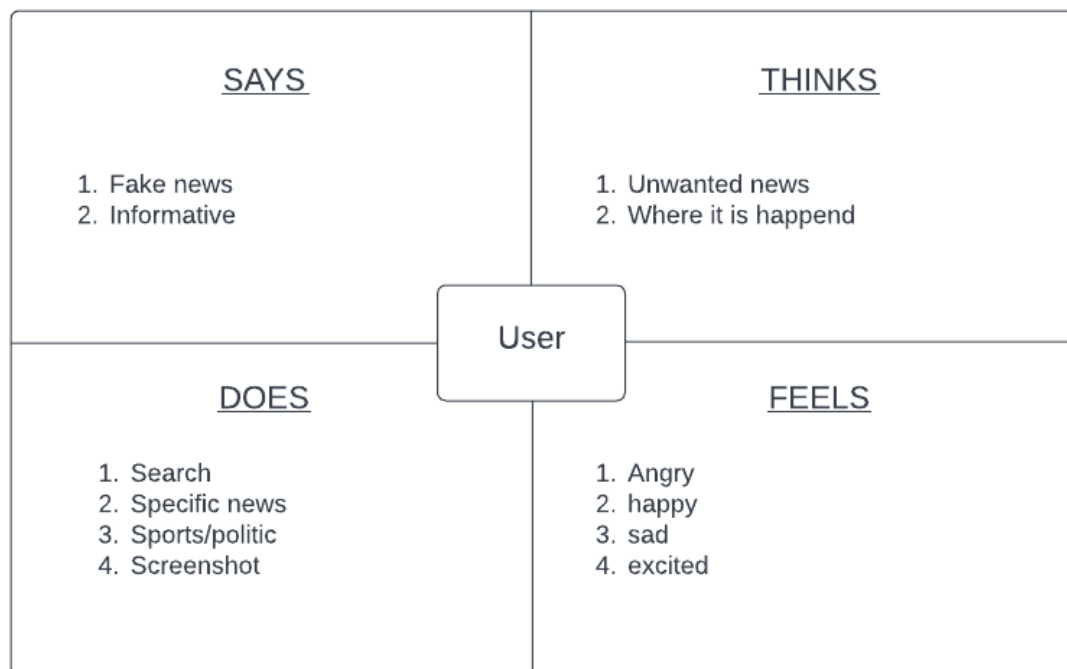 SAYS
1. Fake news
2. Informative
THINKS
1. Unwanted news
2. Where it is happend
User
DOES
1. Search
2. Specific news
3. Sports/politic
4. Screenshot
FEELS
1. Angry
2. happy
3. sad
4. excited